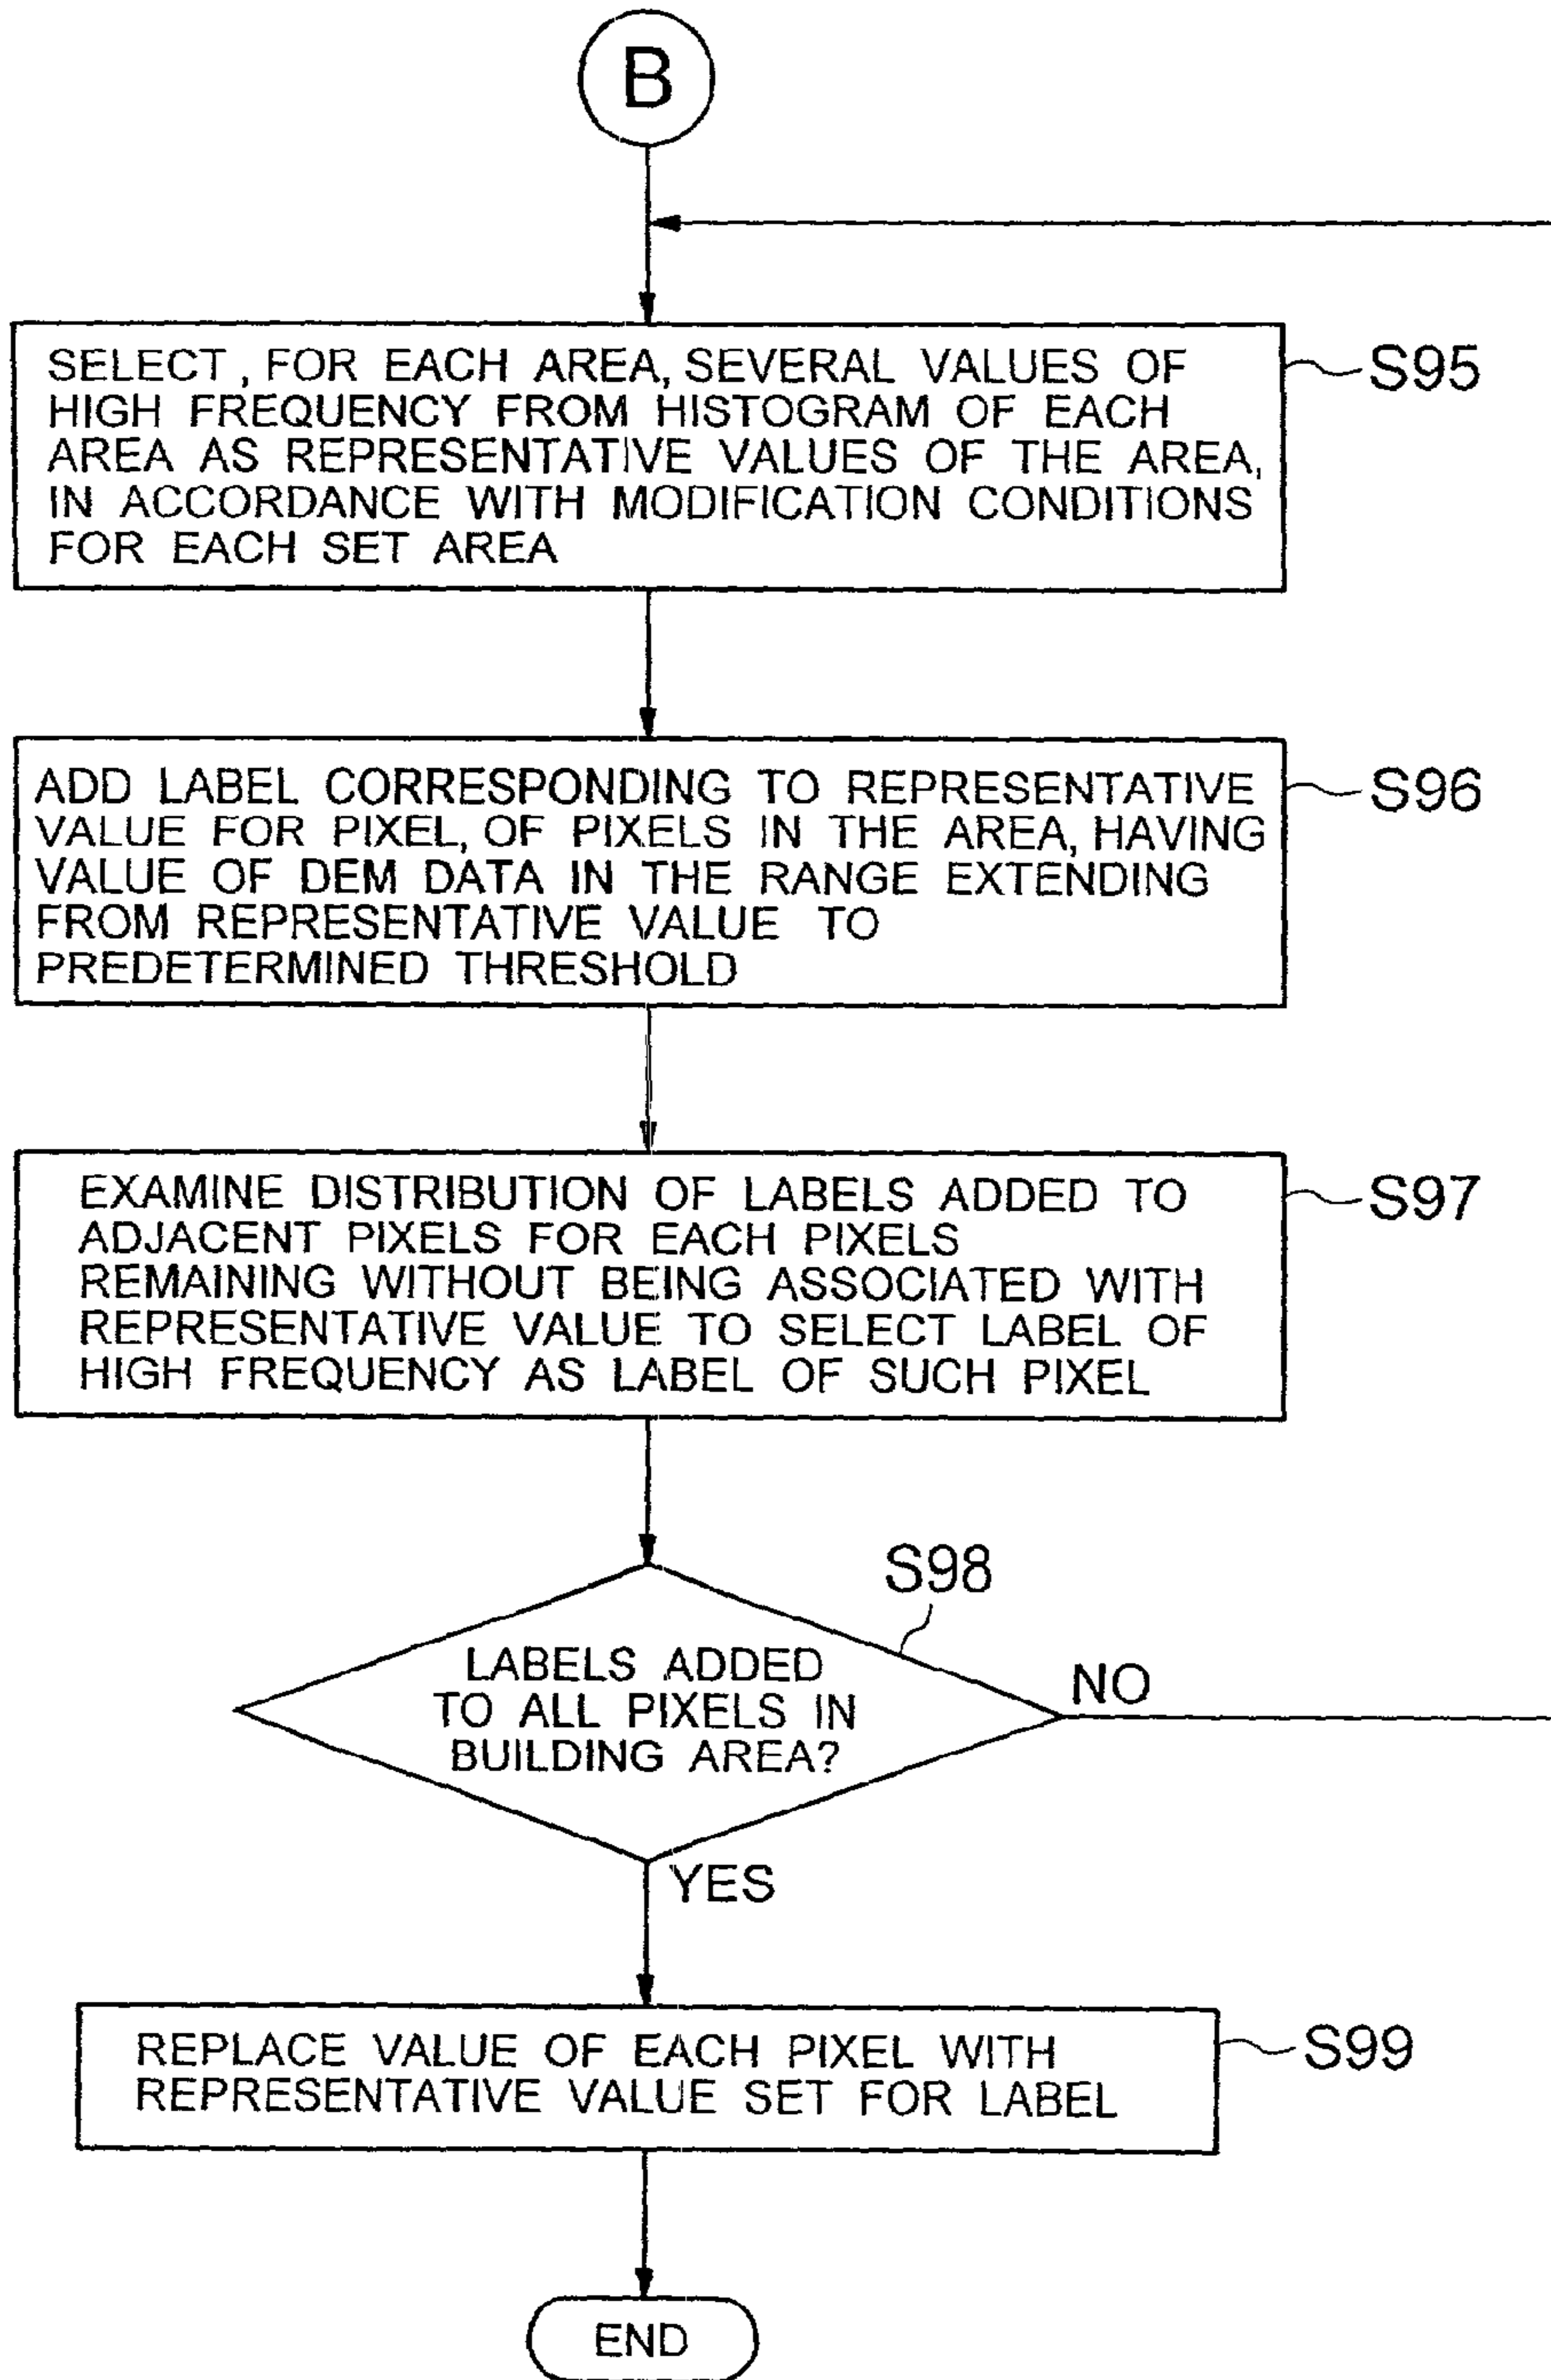 B
SELECT, FOR EACH AREA, SEVERAL VALUES OF
HIGH FREQUENCY FROM HISTOGRAM OF EACH
AREA AS REPRESENTATIVE VALUES OF THE AREA,
IN ACCORDANCE WITH MODIFICATION CONDITIONS
FOR EACH SET AREA
S95
ADD LABEL CORRESPONDING TO REPRESENTATIVE
VALUE FOR PIXEL, OF PIXELS IN THE AREA, HAVING
VALUE OF DEM DATA IN THE RANGE EXTENDING
FROM REPRESENTATIVE VALUE TO
PREDETERMINED THRESHOLD
S96
EXAMINE DISTRIBUTION OF LABELS ADDED TO
ADJACENT PIXELS FOR EACH PIXELS
REMAINING WITHOUT BEING ASSOCIATED WITH
REPRESENTATIVE VALUE TO SELECT LABEL OF
HIGH FREQUENCY AS LABEL OF SUCH PIXEL
S97
S98
LABELS ADDED
TO ALL PIXELS IN
BUILDING AREA?
NO
YES
REPLACE VALUE OF EACH PIXEL WITH
REPRESENTATIVE VALUE SET FOR LABEL
S99
END